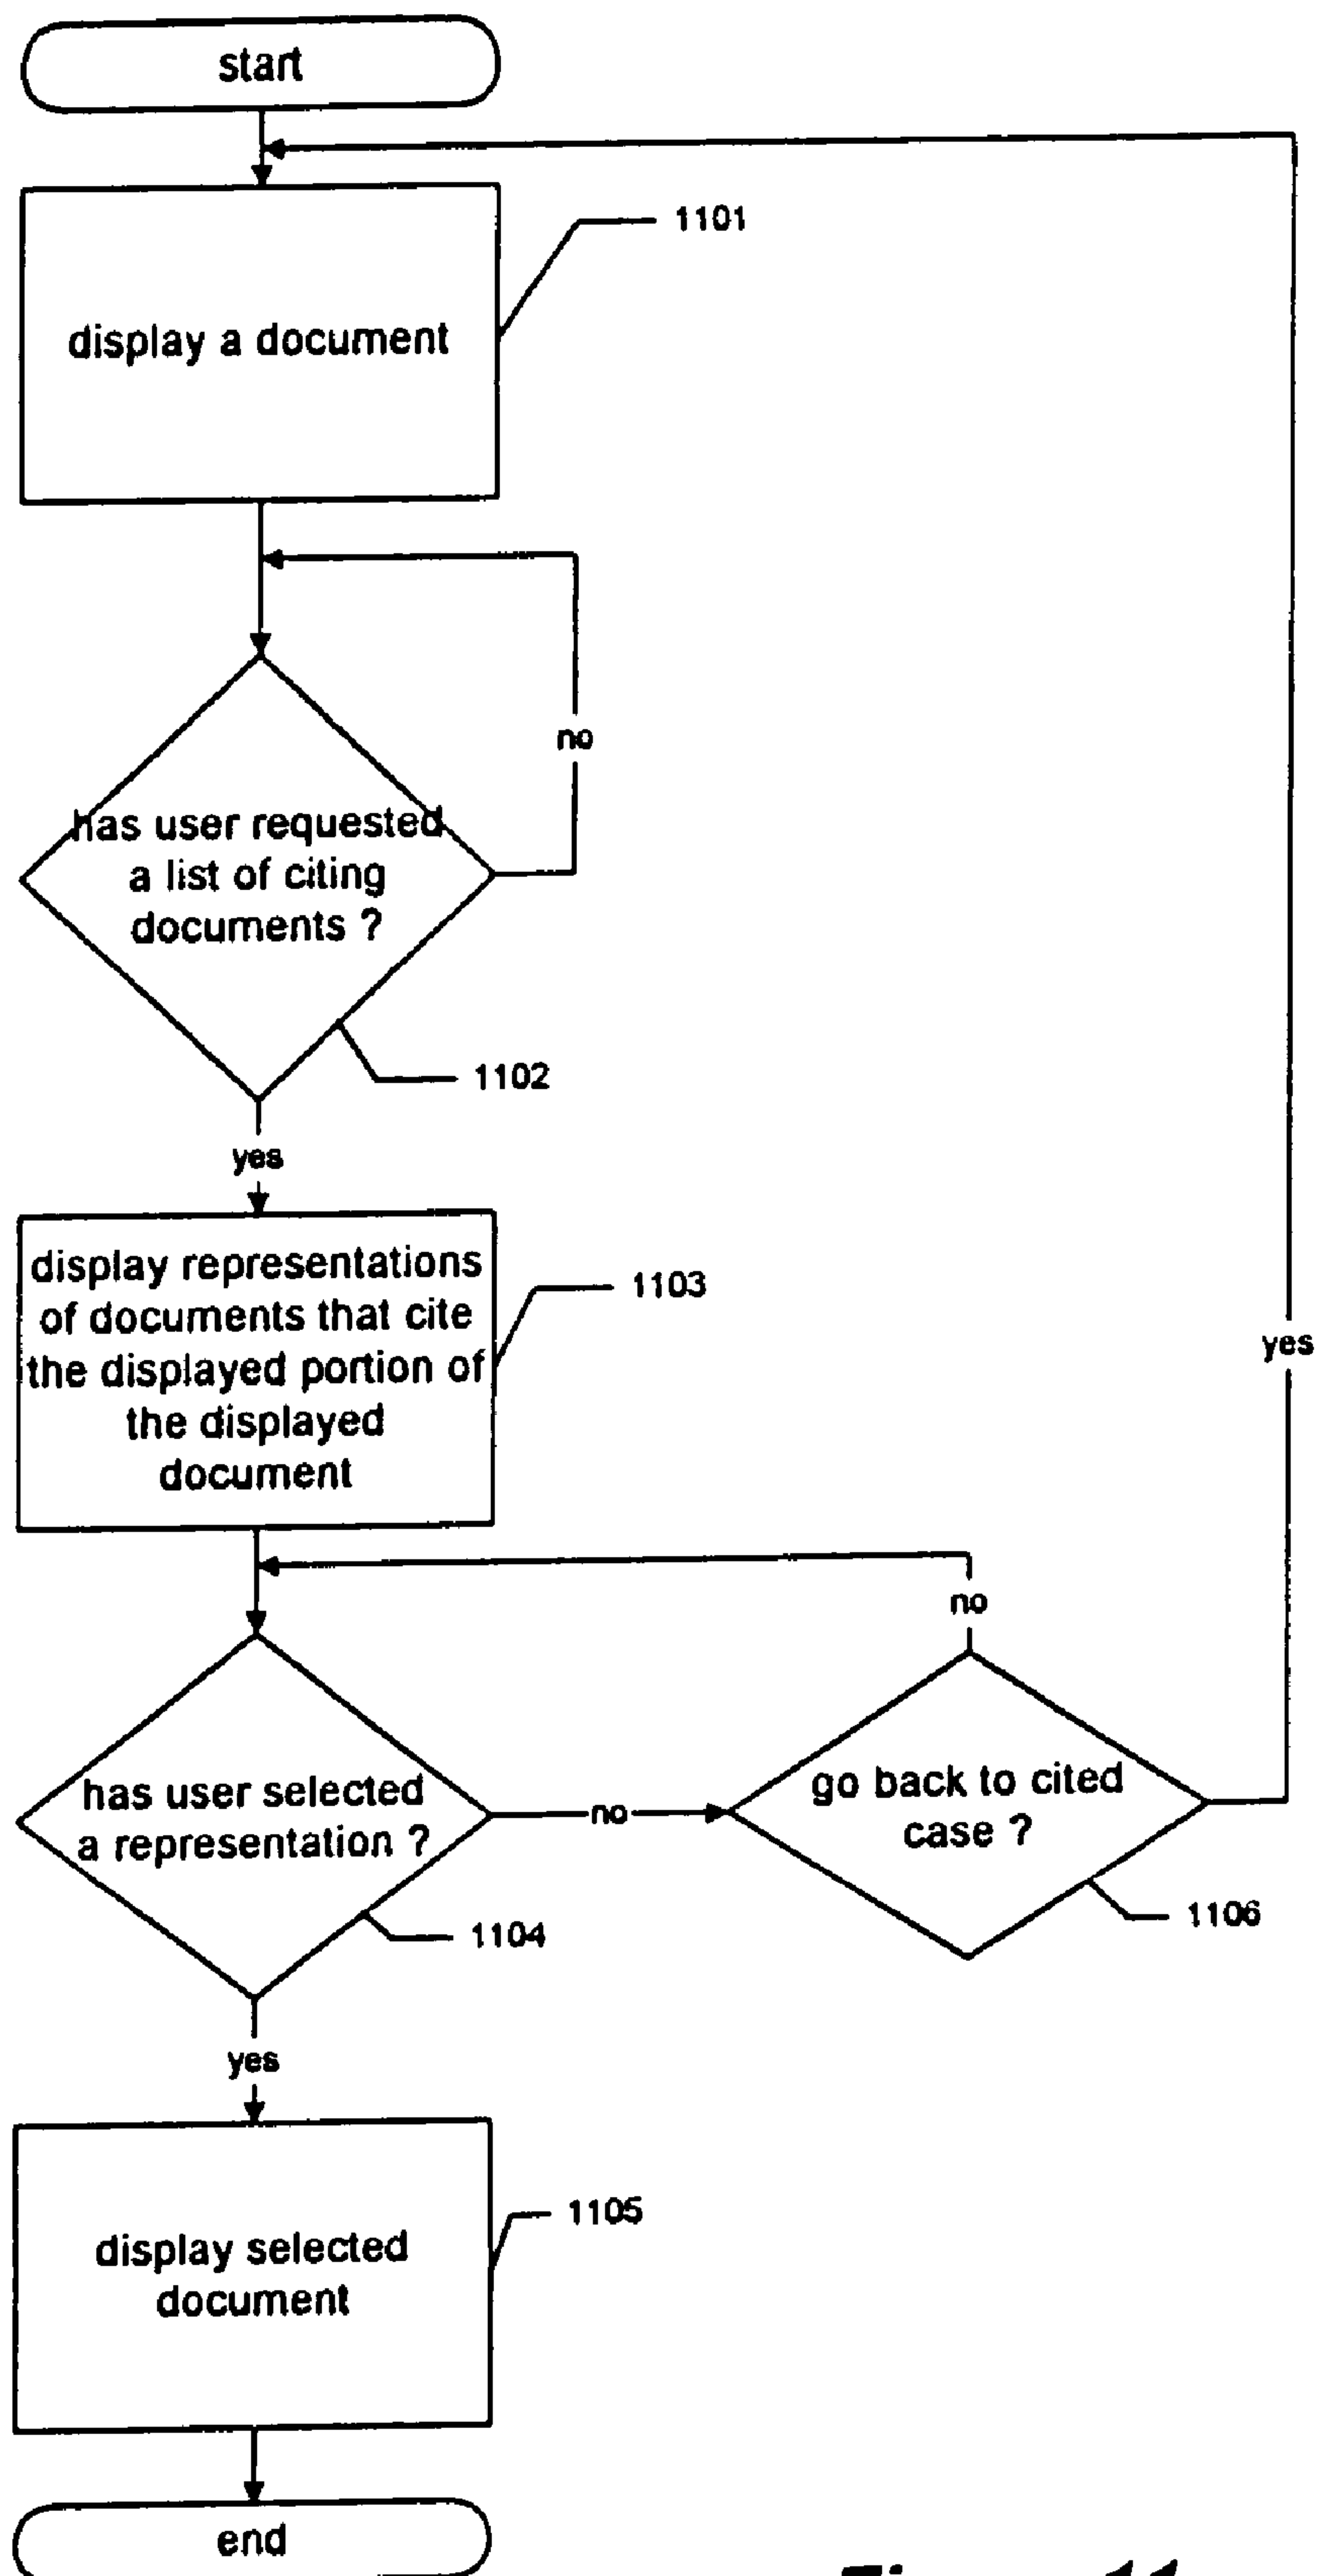 start
1101
display a document
no
has user requested
a list of citing
documents ?
1102
yes
display representations
of documents that cite
the displayed portion of
the displayed
document
1103
yes
no
has user selected
a representation ?
no
go back to cited
case ?
1104
1106
yes
display selected
document
1105
end